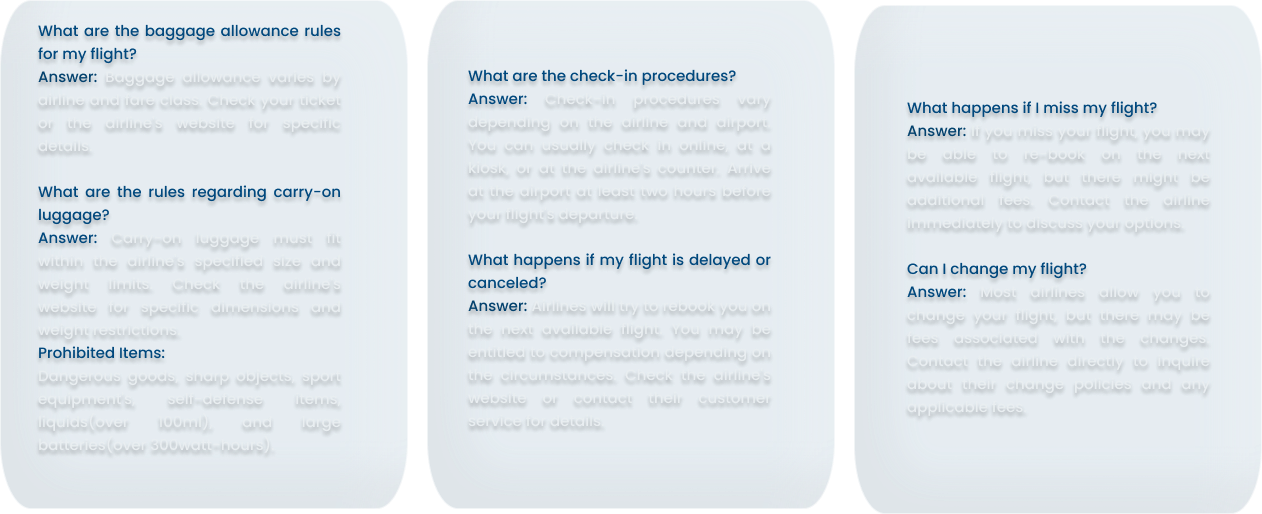 What are the baggage allowance rules
for my flight?
Answer: Baggage allowance varies by
airline and fare class. Check your ticket
or the airline's website for specific
details.
What are the rules regarding carry-on
luggage?
Answer: Carry-on luggage must fit
within the airline's specified size and
weight limits. Check the airline's
website for specific dimensions and
weight restrictions.
Prohibited Items:
Dangerous goods, sharp objects, sport
equipment's, self-defense items,
liquids(over 100ml), and large
batteries(over 300watt-hours).
What are the check-in procedures?
Answer: Check-in procedures vary
depending on the airline and airport.
You can usually check in online, at a
kiosk, or at the airline's counter. Arrive
at the airport at least two hours before
your flight's departure.
What happens if my flight is delayed or
canceled?
Answer: Airlines will try to rebook you on
the next available flight. You may be
entitled to compensation depending on
the circumstances. Check the airline's
website or contact their customer
service for details.
What happens if I miss my flight?
Answer: If you miss your flight, you may
be able to re-book on the next
available flight, but there might be
additional fees. Contact the airline
immediately to discuss your options.
Can I change my flight?
Answer: Most airlines allow you to
change your flight, but there may be
fees associated with the changes.
Contact the airline directly to inquire
about their change policies and any
applicable fees.